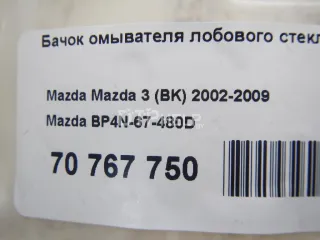 Бачок омывателя лобового стекл
Mazda Mazda 3 (BK) 2002-2009
Mazda BP4N-67-480D
70 767 750